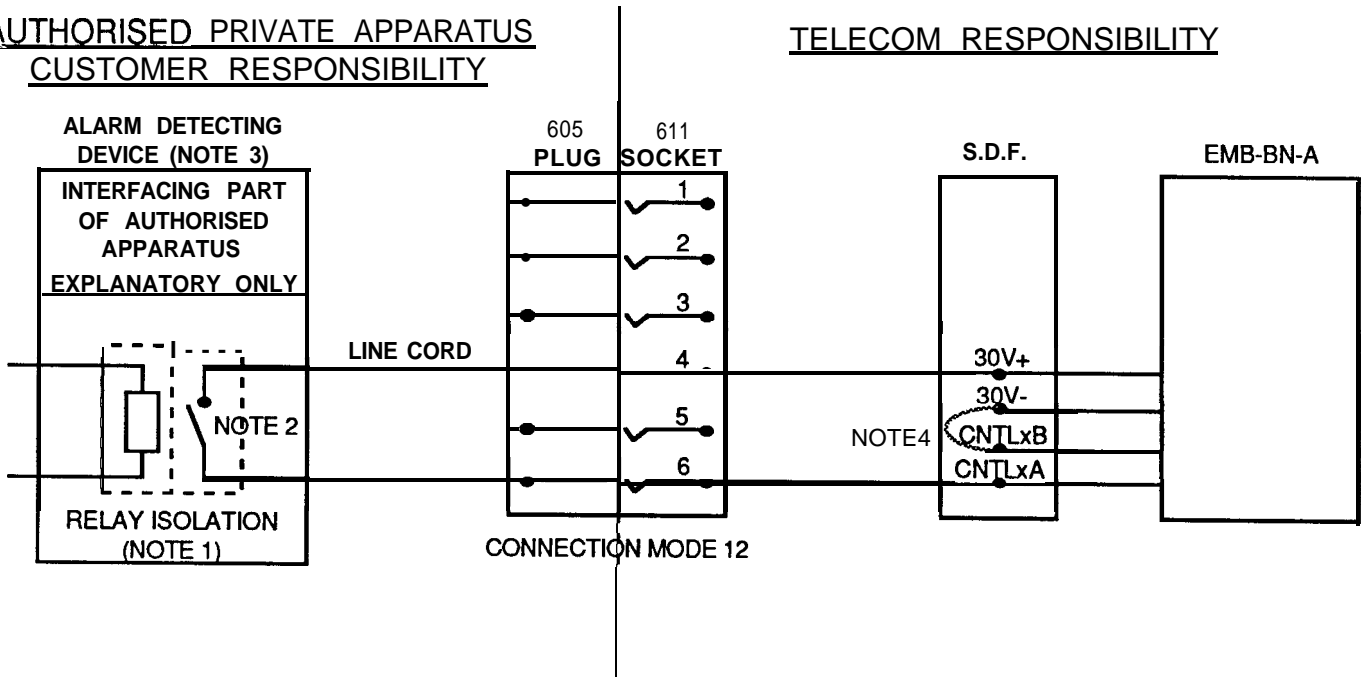 AUTHORISED PRIVATE APPARATUS
CUSTOMER RESPONSIBILITY
TELECOM RESPONSIBILITY
ALARM DETECTING
DEVICE (NOTE 3)
INTERFACING PART
OF AUTHORISED
APPARATUS
EXPLANATORY ONLY
NOTE 2
RELAY ISOLATION
(NOTE 1)
LINE CORD
605
PLUG
611
SOCKET
1
2
3
4
5
6
CONNECTION MODE 12
S.D.F.
30V+
30V-
CNTLxB
CNTLxA
NOTE4
EMB-BN-A